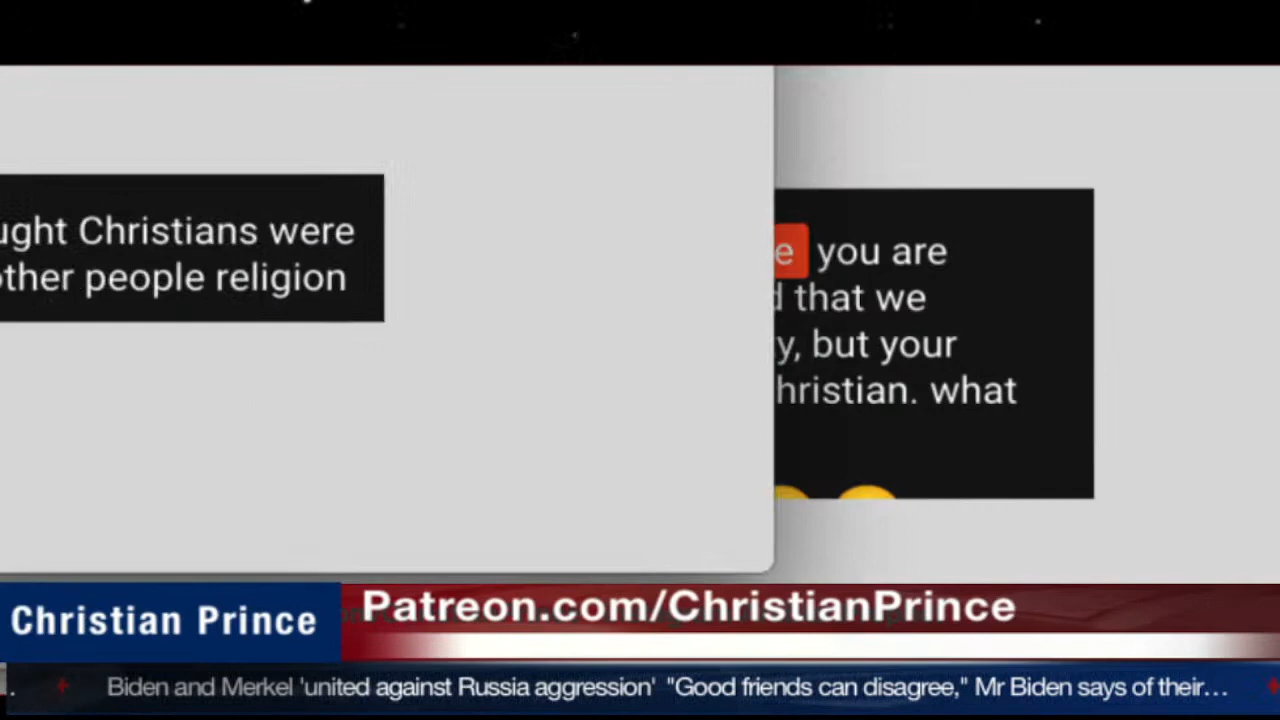 ught Christians were
other people religion
e you are
that we
y, but your
hristian. what
Christian Prince
Patreon.com/ChristianPrince
Biden and Merkel 'united against Russia aggression' "Good friends can disagree," Mr Biden says of their...